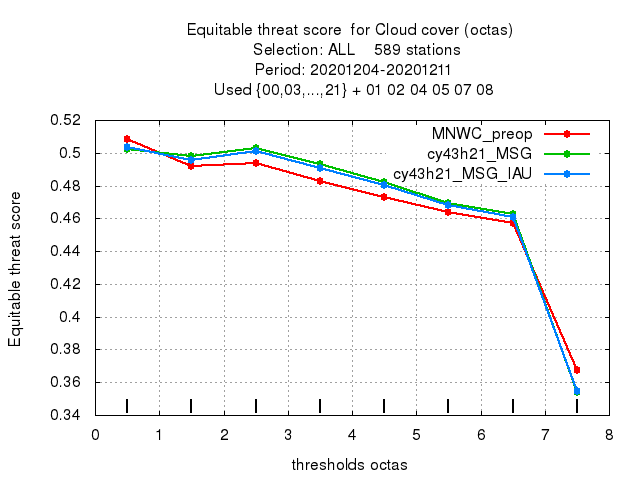 Equitable threat score  for Cloud cover (octas)
Selection: ALL    589 stations
Period: 20201204-20201211
Used {00,03,...,21} + 01 02 04 05 07 08
MNWC_preop
cy43h21_MSG
cy43h21_MSG_IAU
Equitable threat score
0.52
0.5
0.48
0.46
0.44
0.42
0.4
0.38
0.36
0.34
0 1 2 3 4 5 6 7 8
thresholds octas